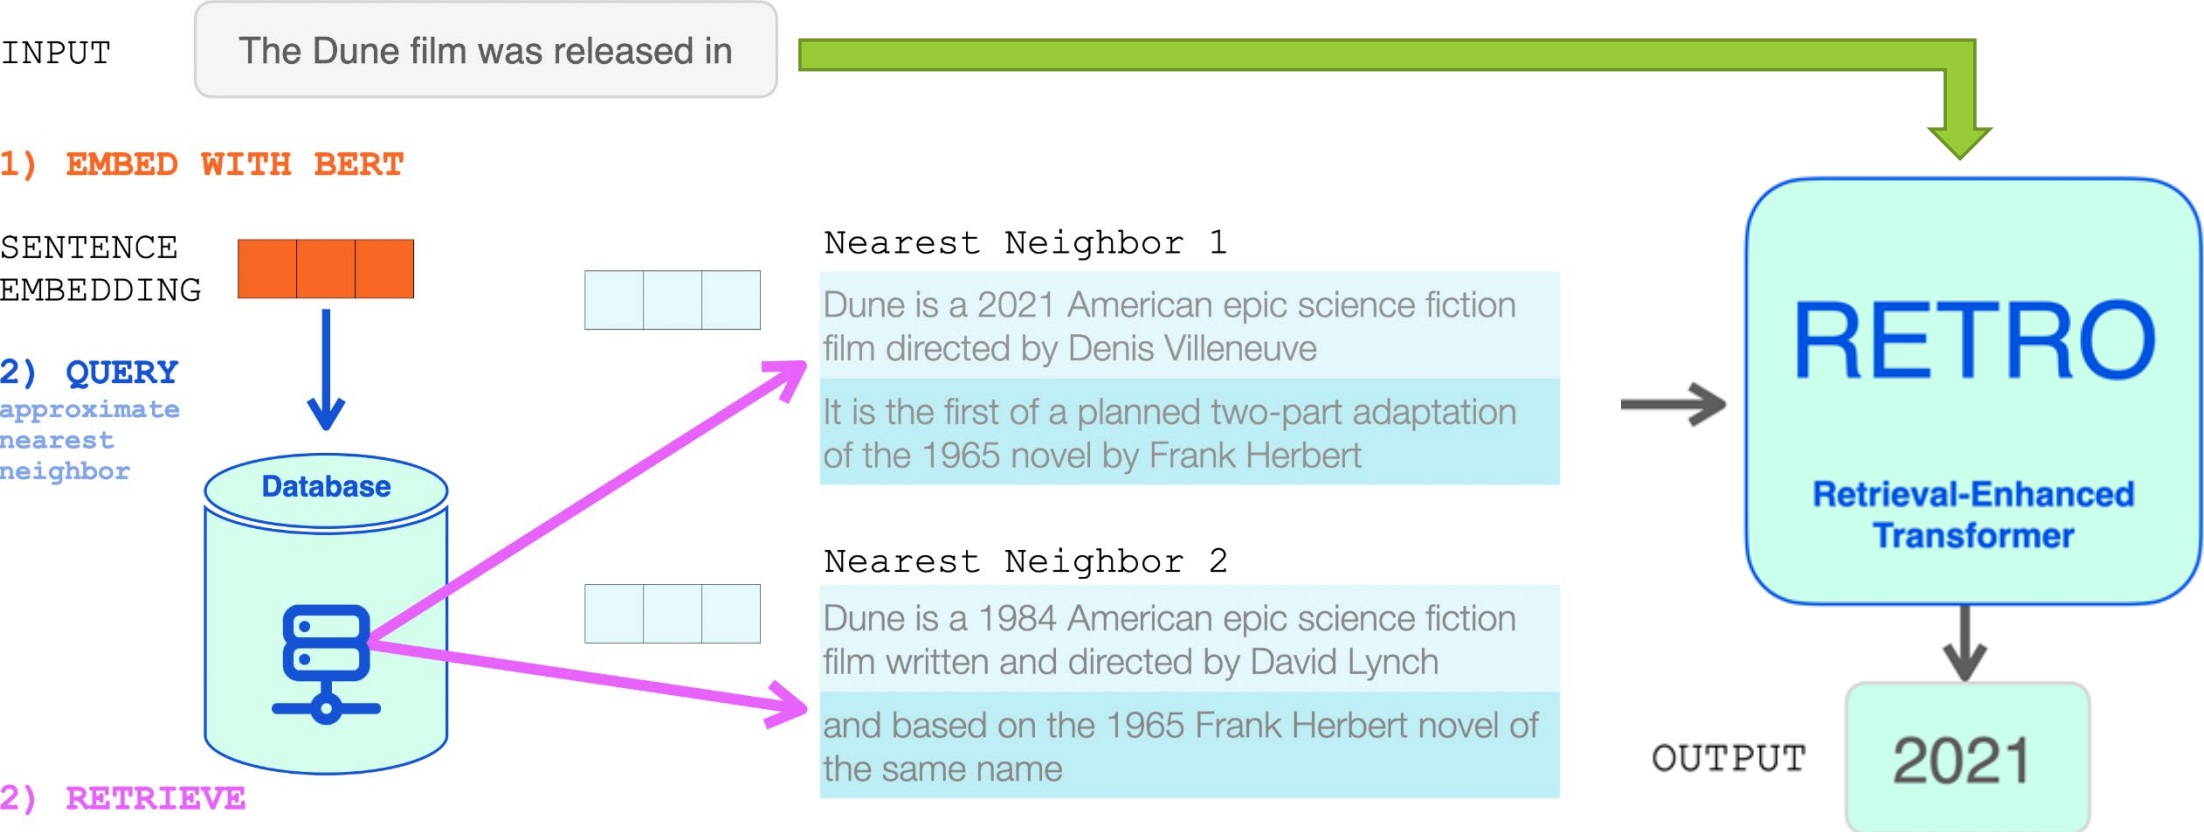 INPUT
The Dune film was released in
1) EMBED WITH BERT
SENTENCE
EMBEDDING
2) QUERY
approximate
nearest
neighbor
Database
2) RETRIEVE
Nearest Neighbor 1
Dune is a 2021 American epic science fiction
film directed by Denis Villeneuve
It is the first of a planned two-part adaptation
of the 1965 novel by Frank Herbert
Nearest Neighbor 2
Dune is a 1984 American epic science fiction
film written and directed by David Lynch
and based on the 1965 Frank Herbert novel of
the same name
RETRO
Retrieval-Enhanced
Transformer
OUTPUT
2021